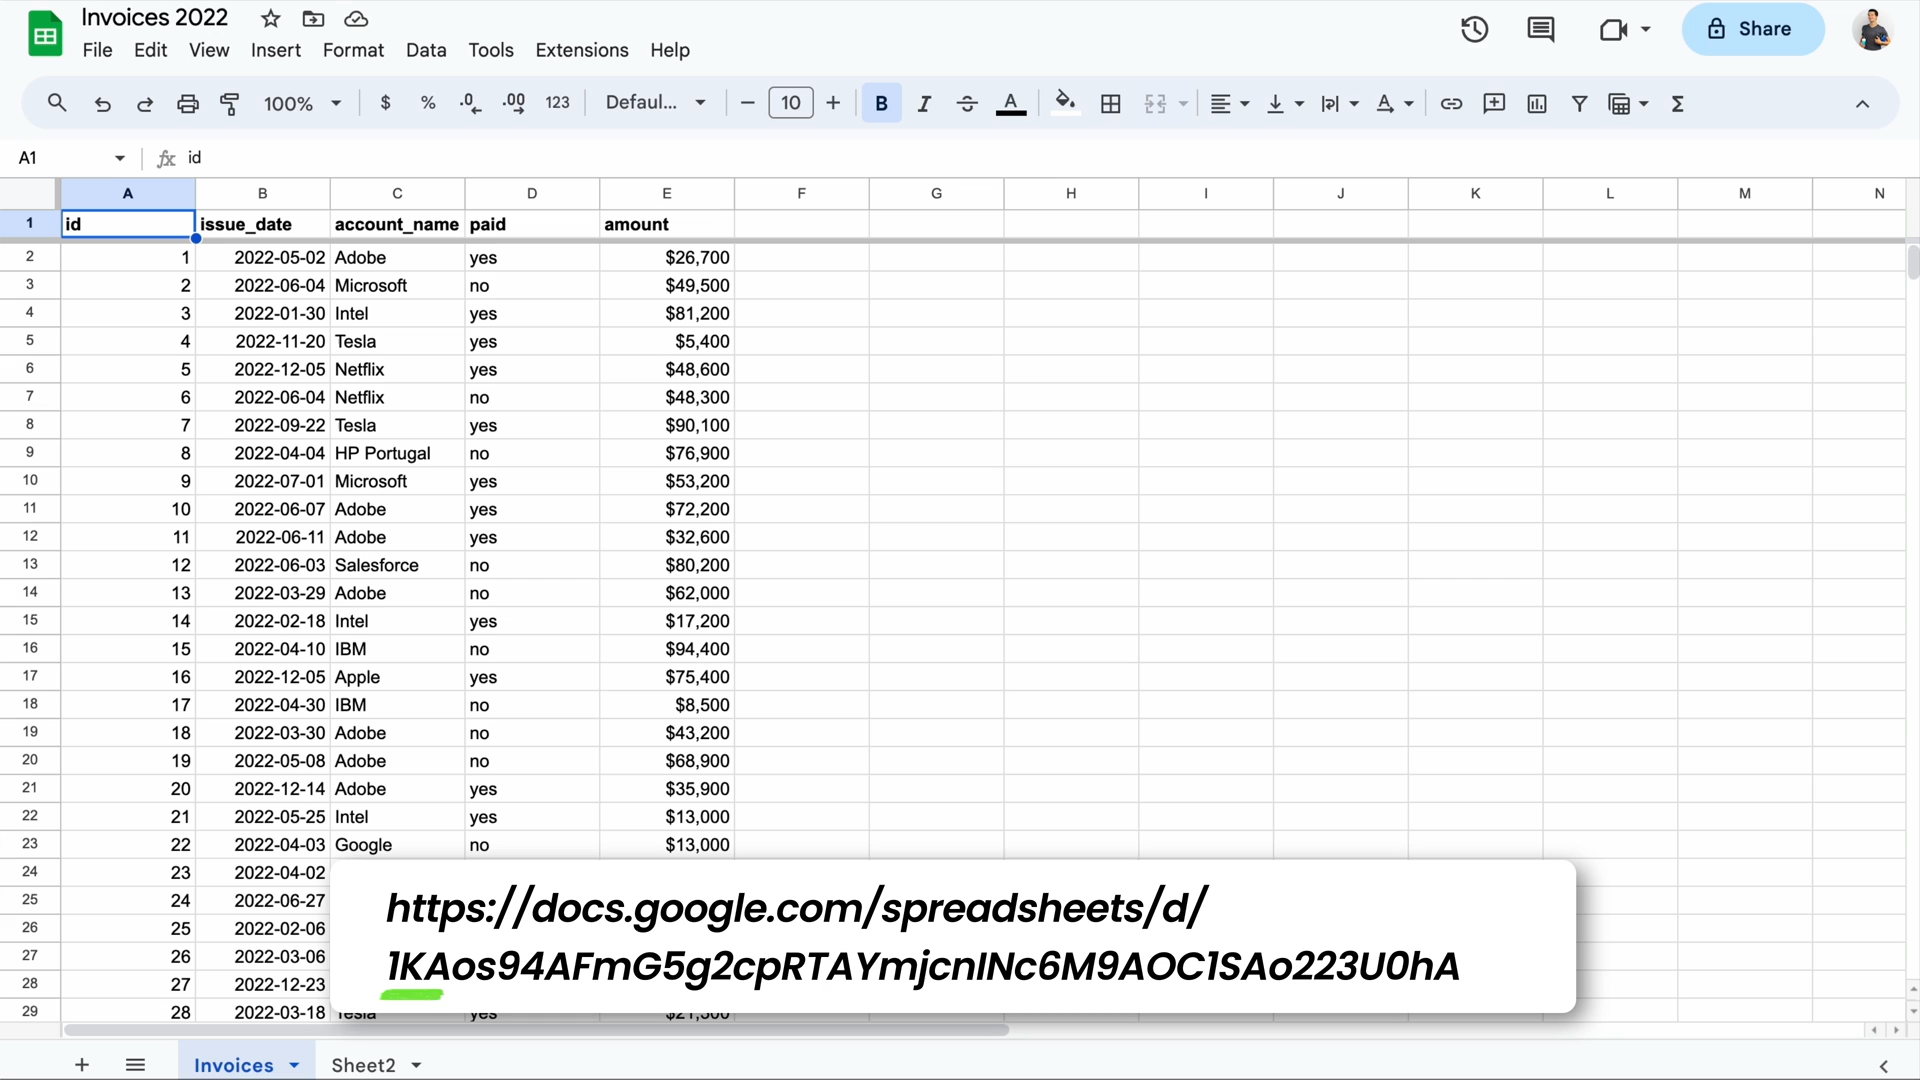 Invoices 2022
File Edit View Insert Format Data Tools Extensions Help
Share
100% $ % .0 .00 123 Defaul... 10 B I A
A1 fx id
A B C D E F G H I J K L M N
1 id issue_date account_name paid amount
2 1 2022-05-02 Adobe yes $26,700
3 2 2022-06-04 Microsoft no $49,500
4 3 2022-01-30 Intel yes $81,200
5 4 2022-11-20 Tesla yes $5,400
6 5 2022-12-05 Netflix yes $48,600
7 6 2022-06-04 Netflix no $48,300
8 7 2022-09-22 Tesla yes $90,100
9 8 2022-04-04 HP Portugal no $76,900
10 9 2022-07-01 Microsoft yes $53,200
11 10 2022-06-07 Adobe yes $72,200
12 11 2022-06-11 Adobe yes $32,600
13 12 2022-06-03 Salesforce no $80,200
14 13 2022-03-29 Adobe no $62,000
15 14 2022-02-18 Intel yes $17,200
16 15 2022-04-10 IBM no $94,400
17 16 2022-12-05 Apple yes $75,400
18 17 2022-04-30 IBM no $8,500
19 18 2022-03-30 Adobe no $43,200
20 19 2022-05-08 Adobe no $68,900
21 20 2022-12-14 Adobe yes $35,900
22 21 2022-05-25 Intel yes $13,000
23 22 2022-04-03 Google no $13,000
24 23 2022-04-02
25 24 2022-06-27
26 25 2022-02-06
27 26 2022-03-06
28 27 2022-12-23
29 28 2022-03-18 Tesla yes
https://docs.google.com/spreadsheets/d/
1KAos94AFmG5g2cpRTAYmjcnINc6M9AOC1SAo223U0hA
Invoices Sheet2